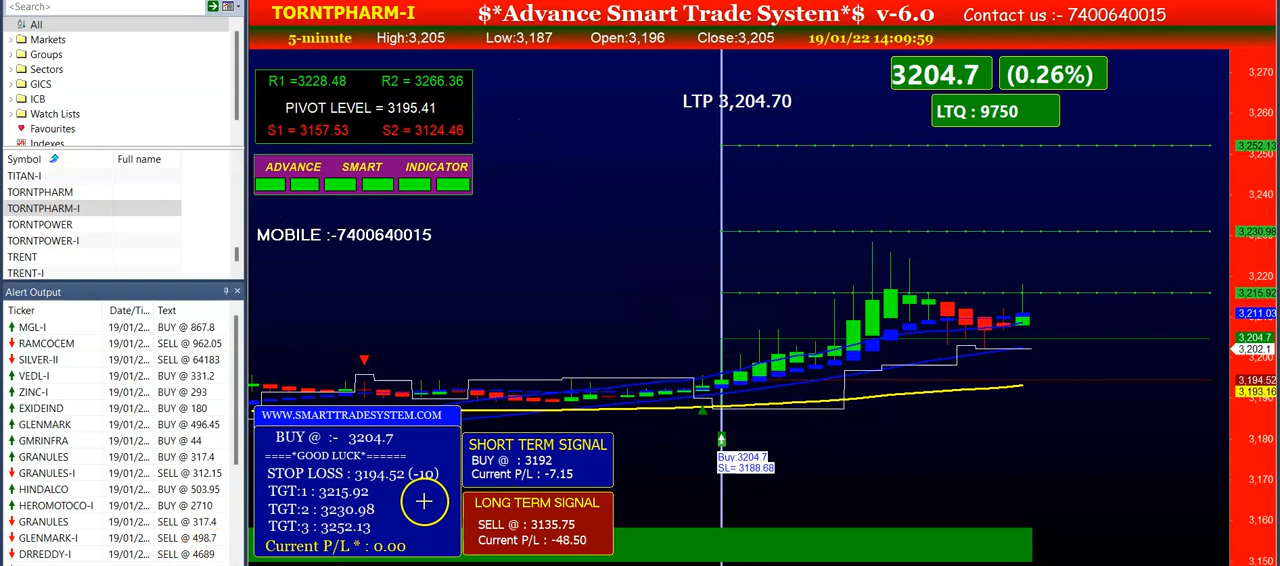 <Search>
TORNTPHARM-I
$*Advance Smart Trade System*$ v-6.0
Contact us :- 7400640015
5-minute
High:3,205
Low:3,187
Open:3,196
Close:3,205
19/01/22 14:09:59
All
Markets
Groups
Sectors
GICS
ICB
Watch Lists
Favourites
Indexes
Symbol Full name
TITAN-I
TORNTPHARM
TORNTPHARM-I
TORNTPOWER
TORNTPOWER-I
TRENT
TRENT-I
Alert Output
Ticker Date/Ti... Text
MGL-I 19/01/2... BUY @ 867.8
RAMCOCEM 19/01/2... SELL @ 962.05
SILVER-II 19/01/2... SELL @ 64183
VEDL-I 19/01/2... BUY @ 331.2
ZINC-I 19/01/2... BUY @ 293
EXIDEIND 19/01/2... BUY @ 180
GLENMARK 19/01/2... BUY @ 496.45
GMRINFRA 19/01/2... BUY @ 44
GRANULES 19/01/2... BUY @ 317.4
GRANULES-I 19/01/2... SELL @ 312.15
HINDALCO 19/01/2... BUY @ 503.95
HEROMOTOCO-I 19/01/2... BUY @ 2710
GRANULES 19/01/2... SELL @ 317.4
GLENMARK-I 19/01/2... SELL @ 498.7
DRREDDY-I 19/01/2... SELL @ 4689
R1 =3228.48 R2 = 3266.36
PIVOT LEVEL = 3195.41
S1 = 3157.53 S2 = 3124.46
ADVANCE SMART INDICATOR
MOBILE :-7400640015
LTP 3,204.70
3204.7
(0.26%)
LTQ : 9750
WWW.SMARTTRADESYSTEM.COM
BUY @ :- 3204.7
====*GOOD LUCK*======
STOP LOSS : 3194.52 (-10)
TGT:1 : 3215.92
TGT:2 : 3230.98
TGT:3 : 3252.13
Current P/L * : 0.00
SHORT TERM SIGNAL
BUY @ : 3192
Current P/L : -7.15
LONG TERM SIGNAL
SELL @ : 3135.75
Current P/L : -48.50
Buy:3204.7
SL= 3188.68
3,270
3,260
3,252.13
3,250
3,240
3,230.98
3,220
3,215.92
3,211.03
3,204.7
3,202.1
3,200
3,194.52
3,193.16
3,180
3,170
3,160
3,150